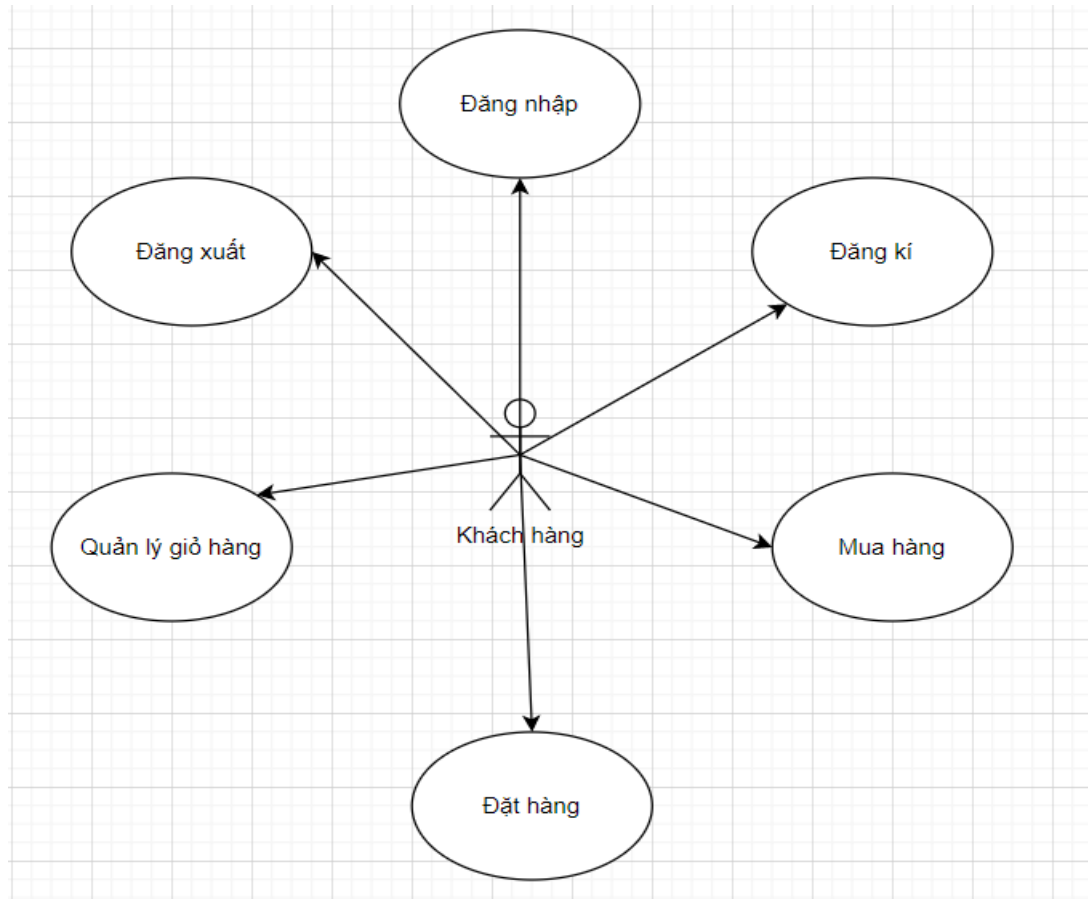 Đăng nhập
Đăng xuất
Đăng kí
Khách hàng
Quản lý giỏ hàng
Mua hàng
Đặt hàng